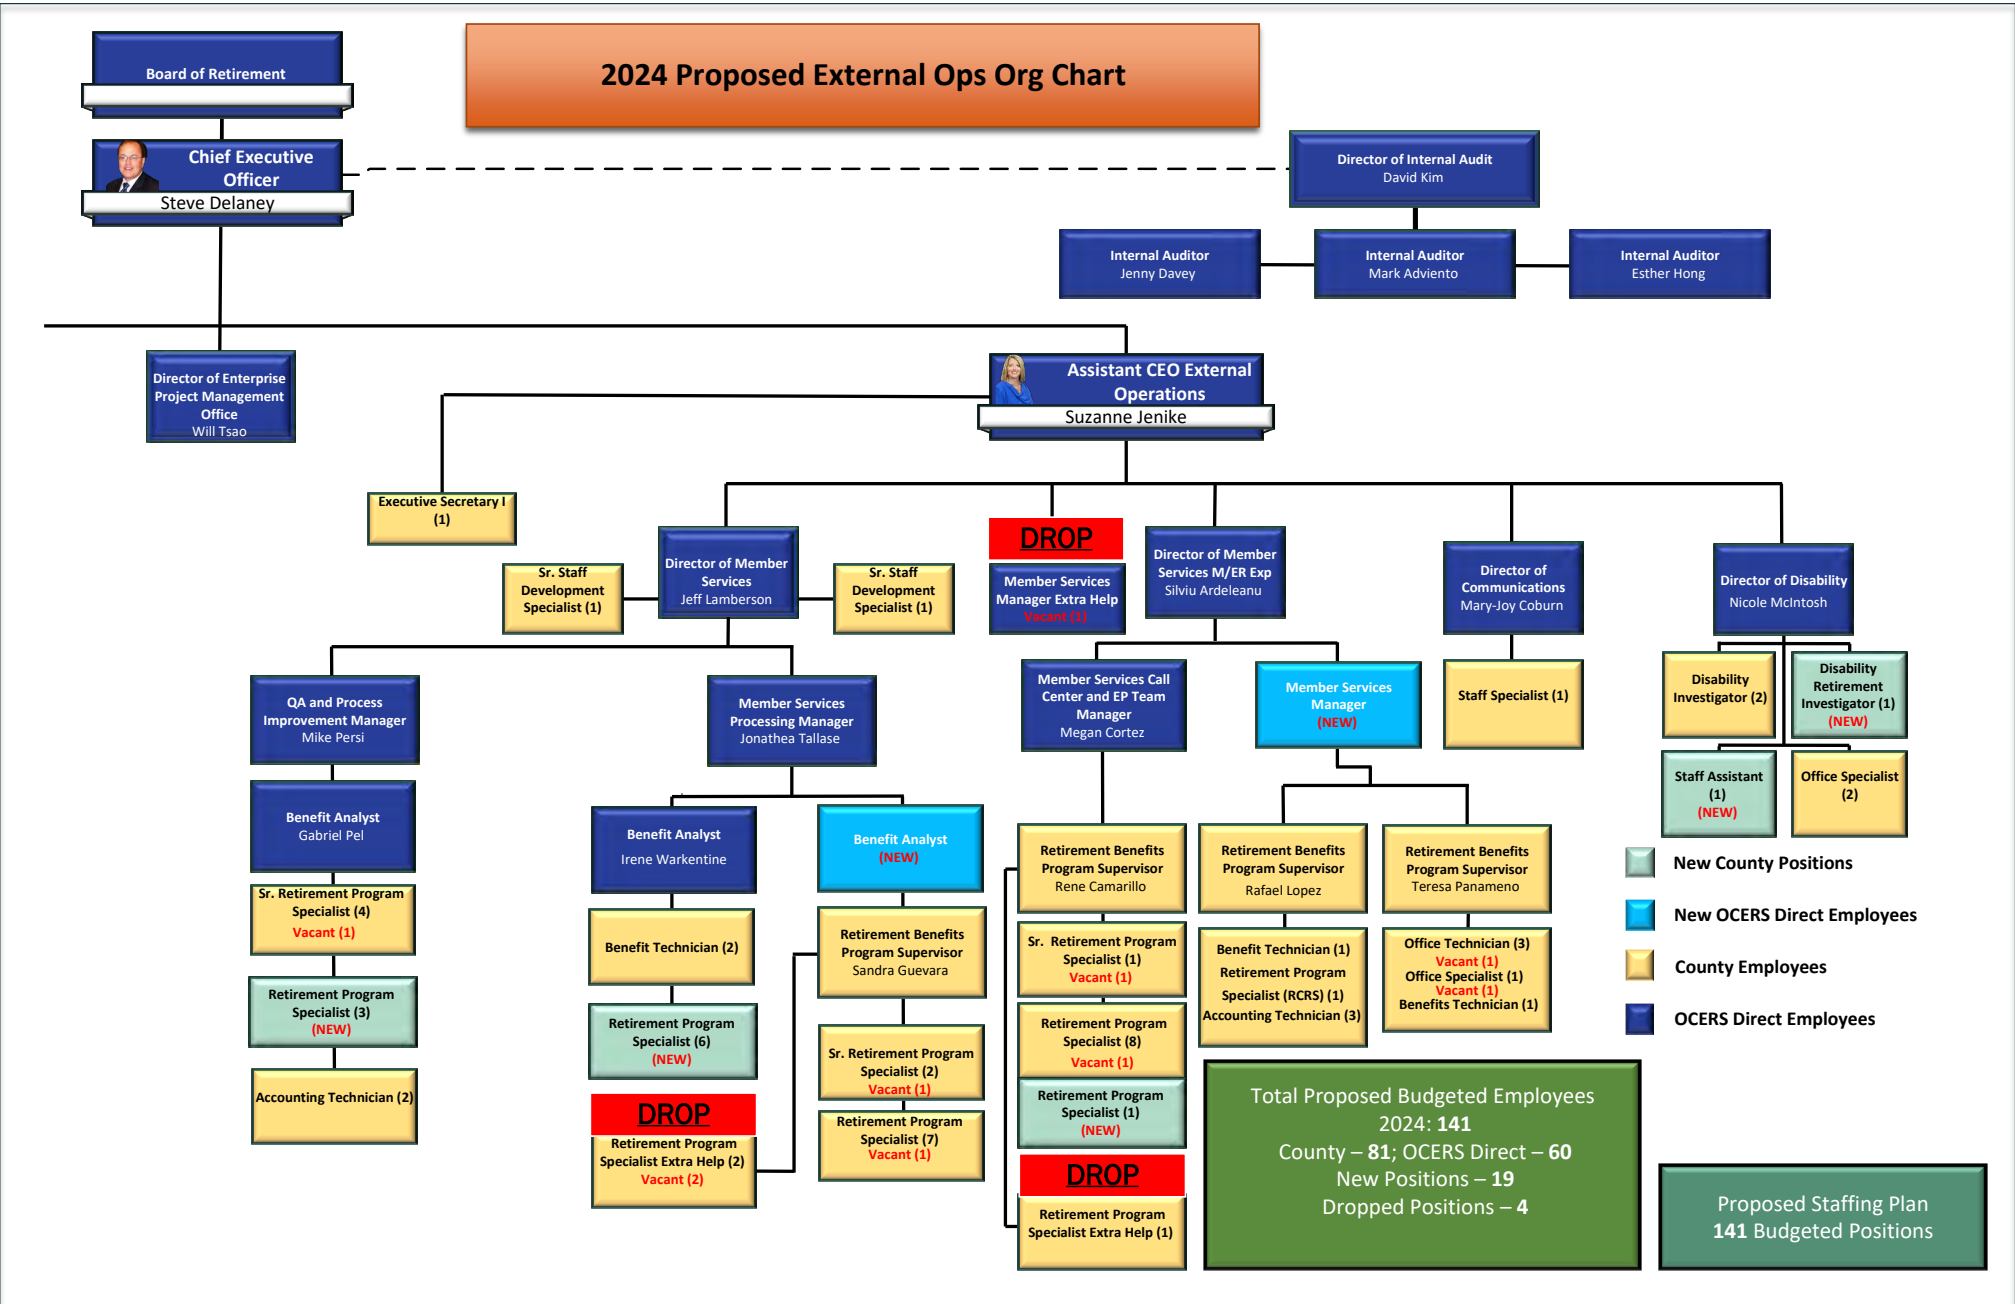 2024 Proposed External Ops Org Chart
Board of Retirement
Chief Executive
Officer
Steve Delaney
Director of Internal Audit
David Kim
Internal Auditor
Jenny Davey
Internal Auditor
Mark Adviento
Internal Auditor
Esther Hong
Director of Enterprise
Project Management
Office
Will Tsao
Assistant CEO External
Operations
Suzanne Jenike
Executive Secretary I
(1)
Sr. Staff
Development
Specialist (1)
Director of Member
Services
Jeff Lamberson
Sr. Staff
Development
Specialist (1)
DROP
Member Services
Manager Extra Help
Vacant (1)
Director of Member
Services M/ER Exp
Silviu Ardeleanu
Director of
Communications
Mary-Joy Coburn
Director of Disability
Nicole McIntosh
QA and Process
Improvement Manager
Mike Persi
Member Services
Processing Manager
Jonathea Tallase
Member Services Call
Center and EP Team
Manager
Megan Cortez
Member Services
Manager
(NEW)
Staff Specialist (1)
Disability
Investigator (2)
Disability
Retirement
Investigator (1)
(NEW)
Staff Assistant
(1)
(NEW)
Office Specialist
(2)
Benefit Analyst
Gabriel Pel
Benefit Analyst
Irene Warkentine
Benefit Analyst
(NEW)
Retirement Benefits
Program Supervisor
Rene Camarillo
Retirement Benefits
Program Supervisor
Rafael Lopez
Retirement Benefits
Program Supervisor
Teresa Panameno
Sr. Retirement Program
Specialist (4)
Vacant (1)
Retirement Program
Specialist (3)
(NEW)
Accounting Technician (2)
Benefit Technician (2)
Retirement Program
Specialist (6)
(NEW)
DROP
Retirement Program
Specialist Extra Help (2)
Vacant (2)
Retirement Benefits
Program Supervisor
Sandra Guevara
Sr. Retirement Program
Specialist (2)
Vacant (1)
Retirement Program
Specialist (7)
Vacant (1)
Sr. Retirement Program
Specialist (1)
Vacant (1)
Retirement Program
Specialist (8)
Vacant (1)
Retirement Program
Specialist (1)
(NEW)
DROP
Retirement Program
Specialist Extra Help (1)
Benefit Technician (1)
Retirement Program
Specialist (RCRS) (1)
Accounting Technician (3)
Office Technician (3)
Vacant (1)
Office Specialist (1)
Vacant (1)
Benefits Technician (1)
New County Positions
New OCERS Direct Employees
County Employees
OCERS Direct Employees
Total Proposed Budgeted Employees
2024: 141
County – 81; OCERS Direct – 60
New Positions – 19
Dropped Positions – 4
Proposed Staffing Plan
141 Budgeted Positions